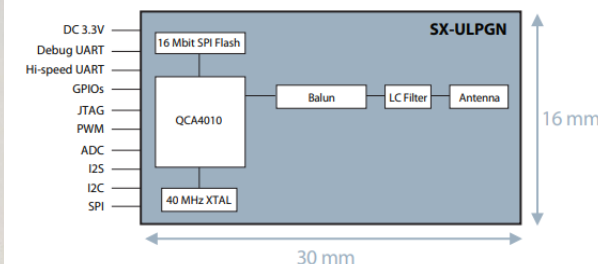 DC 3.3V
Debug UART
Hi-speed UART
GPIOs
JTAG
PWM
ADC
I2S
I2C
SPI
16 Mbit SPI Flash
QCA4010
40 MHz XTAL
Balun
LC Filter
Antenna
SX-ULPGN
16 mm
30 mm